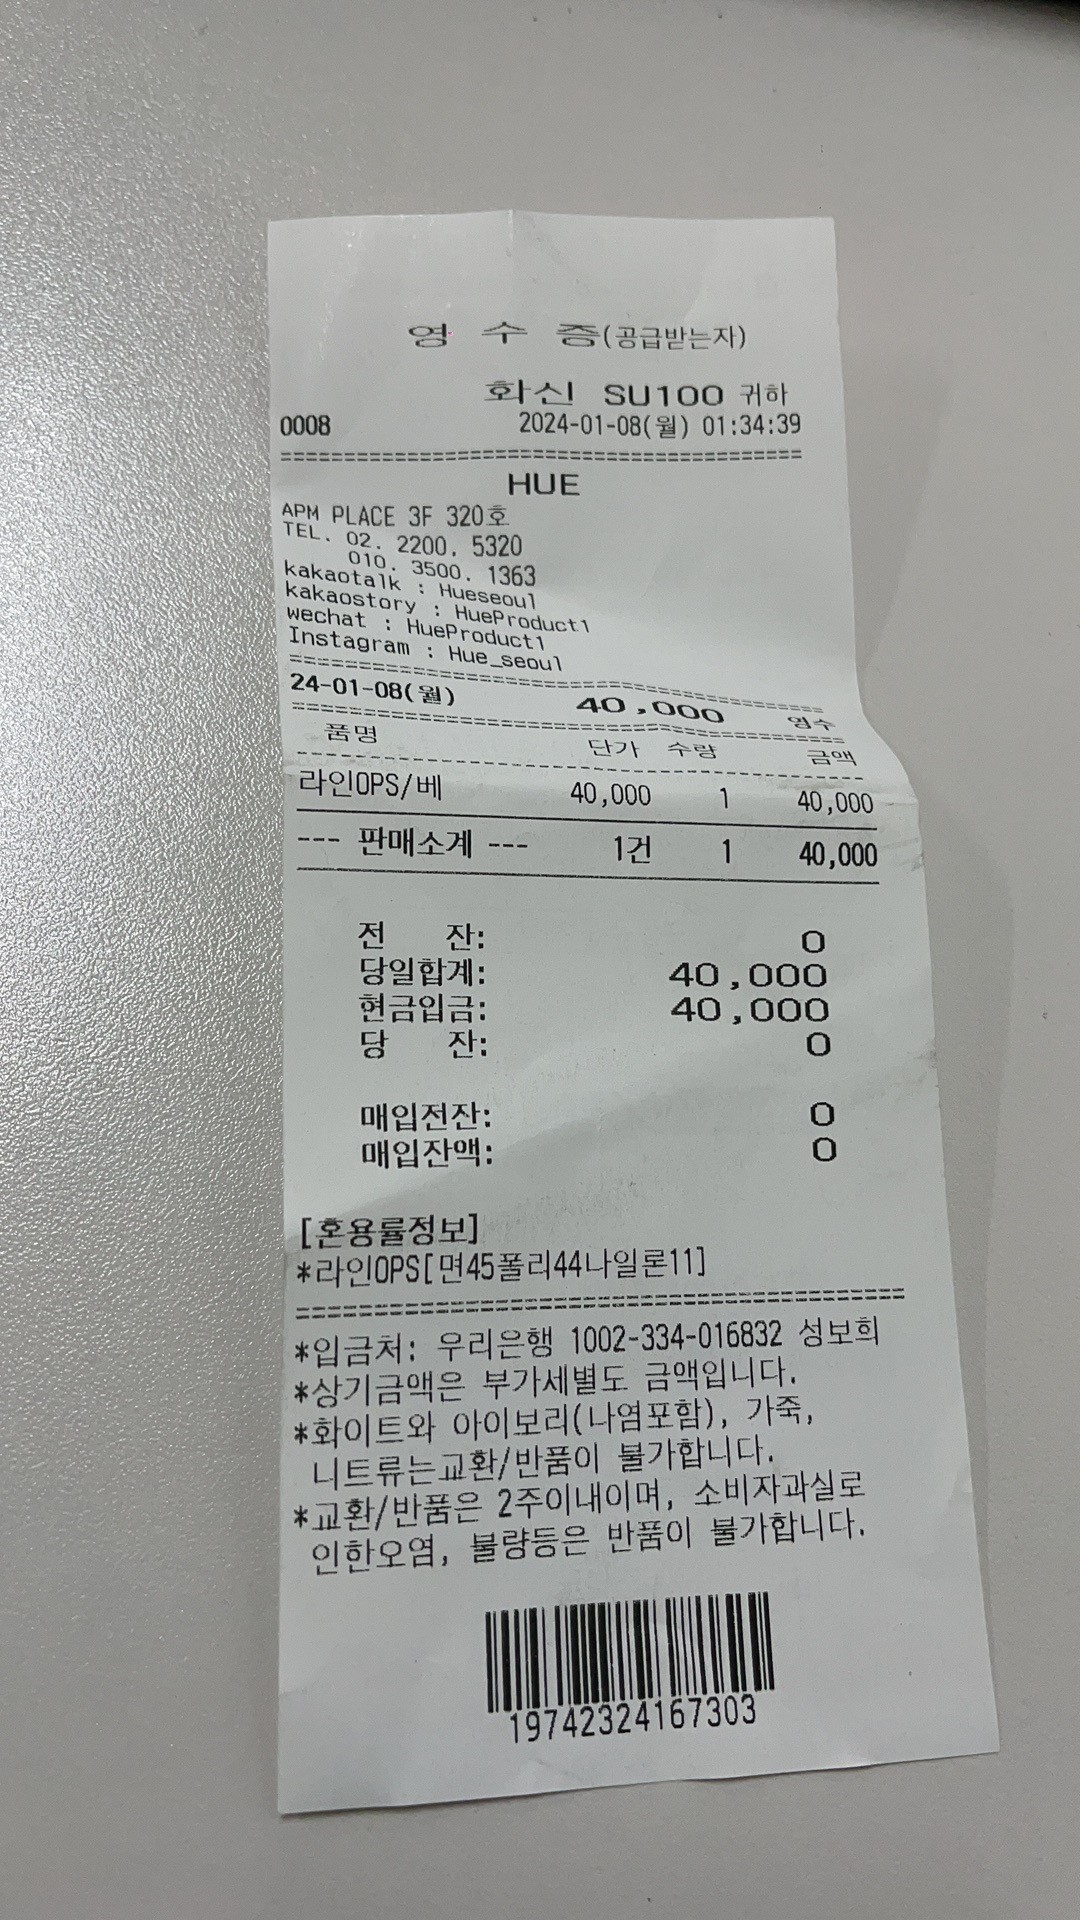 영 수 증(공급받는자)
화신 SU100 귀하
0008 2024-01-08(월) 01:34:39
==========================================
HUE
APM PLACE 3F 320호
TEL. 02. 2200. 5320
010. 3500. 1363
kakaotalk : Hueseoul
kakaostory : HueProduct1
wechat : HueProduct1
Instagram : Hue_seoul
==========================================
24-01-08(월) 40,000 영수
==========================================
품명 단가 수량 금액
------------------------------------------
라인OPS/베 40,000 1 40,000
--- 판매소계 --- 1건 1 40,000
전 잔: 0
당일합계: 40,000
현금입금: 40,000
당 잔: 0
매입전잔: 0
매입잔액: 0
[혼용률정보]
*라인OPS[면45폴리44나일론11]
==========================================
*입금처: 우리은행 1002-334-016832 성보희
*상기금액은 부가세별도 금액입니다.
*화이트와 아이보리(나염포함), 가죽,
니트류는교환/반품이 불가합니다.
*교환/반품은 2주이내이며, 소비자과실로
인한오염, 불량등은 반품이 불가합니다.
19742324167303